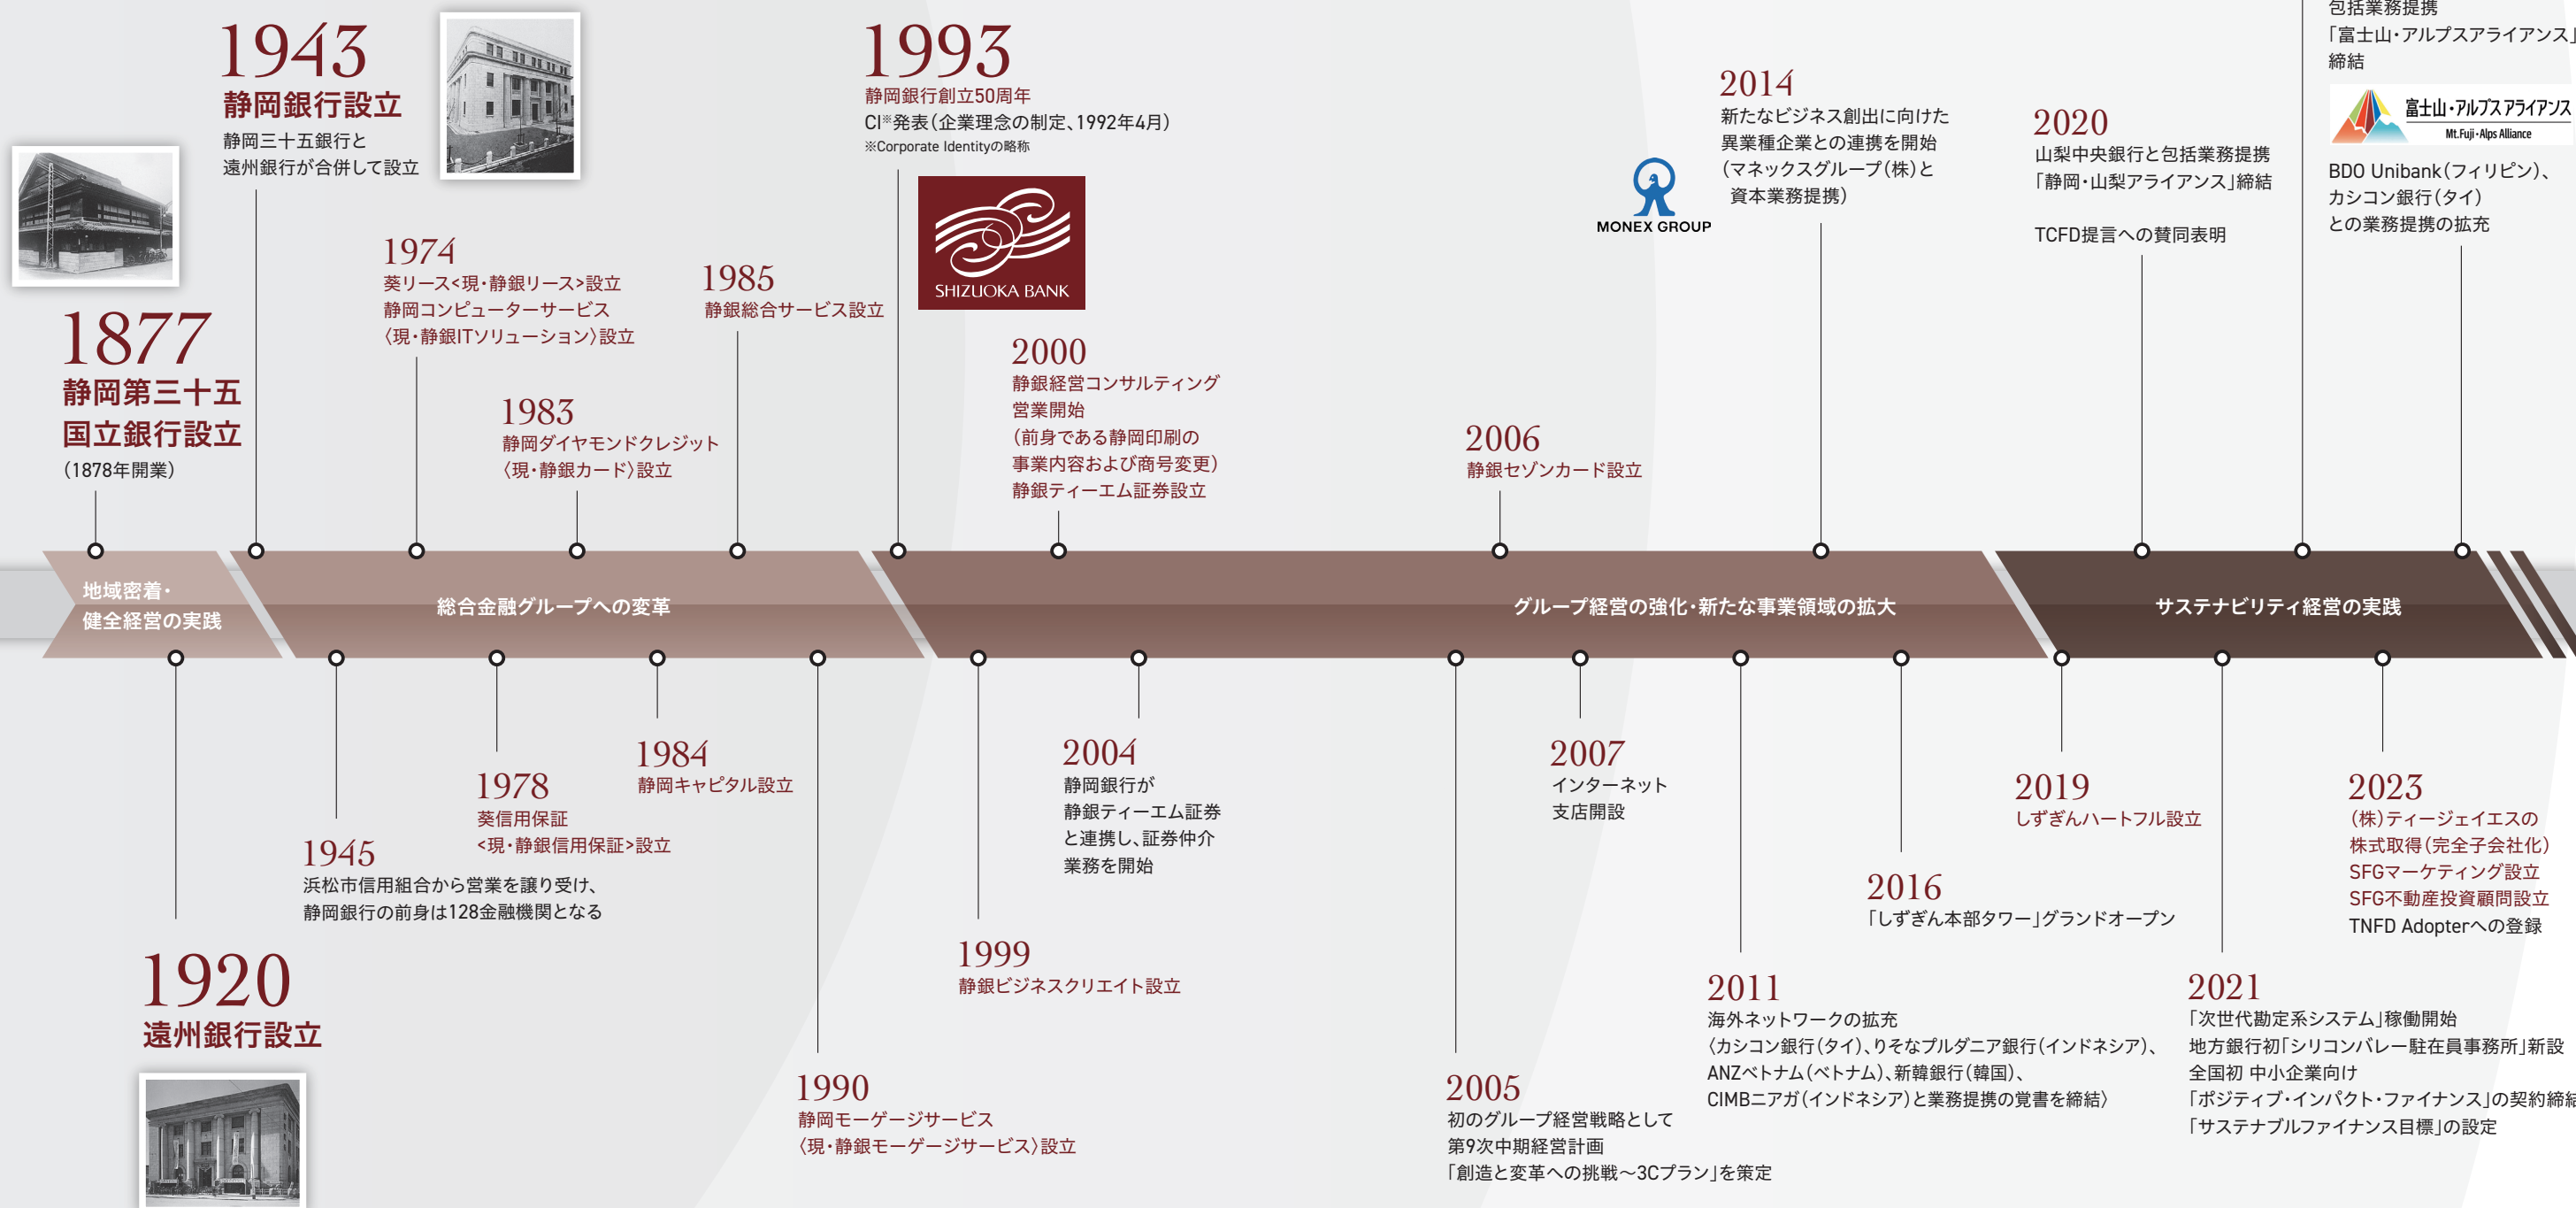 1943
静岡銀行設立
静岡三十五銀行と
遠州銀行が合併して設立
1877
静岡第三十五
国立銀行設立
（1878年開業）
1974
葵リース<現・静銀リース>設立
静岡コンピューターサービス
〈現・静銀ITソリューション〉設立
1983
静岡ダイヤモンドクレジット
〈現・静銀カード〉設立
1985
静銀総合サービス設立
1993
静岡銀行創立50周年
CI※発表（企業理念の制定、1992年4月）
※Corporate Identityの略称
SHIZUOKA BANK
2000
静銀経営コンサルティング
営業開始
（前身である静岡印刷の
事業内容および商号変更）
静銀ティーエム証券設立
2006
静銀セゾンカード設立
MONEX GROUP
2014
新たなビジネス創出に向けた
異業種企業との連携を開始
（マネックスグループ（株）と
資本業務提携）
2020
山梨中央銀行と包括業務提携
「静岡・山梨アライアンス」締結
TCFD提言への賛同表明
包括業務提携
「富士山・アルプスアライアンス」
締結
富士山・アルプス アライアンス
Mt.Fuji・Alps Alliance
BDO Unibank（フィリピン）、
カシコン銀行（タイ）
との業務提携の拡充
地域密着・
健全経営の実践
総合金融グループへの変革
グループ経営の強化・新たな事業領域の拡大
サステナビリティ経営の実践
1920
遠州銀行設立
1945
浜松市信用組合から営業を譲り受け、
静岡銀行の前身は128金融機関となる
1978
葵信用保証
<現・静銀信用保証>設立
1984
静岡キャピタル設立
1990
静岡モーゲージサービス
〈現・静銀モーゲージサービス〉設立
1999
静銀ビジネスクリエイト設立
2004
静岡銀行が
静銀ティーエム証券
と連携し、証券仲介
業務を開始
2005
初のグループ経営戦略として
第9次中期経営計画
「創造と変革への挑戦〜3Cプラン」を策定
2007
インターネット
支店開設
2011
海外ネットワークの拡充
〈カシコン銀行（タイ）、りそなプルダニア銀行（インドネシア）、
ANZベトナム（ベトナム）、新韓銀行（韓国）、
CIMBニアガ（インドネシア）と業務提携の覚書を締結〉
2016
「しずぎん本部タワー」グランドオープン
2019
しずぎんハートフル設立
2021
「次世代勘定系システム」稼働開始
地方銀行初「シリコンバレー駐在員事務所」新設
全国初 中小企業向け
「ポジティブ・インパクト・ファイナンス」の契約締結
「サステナブルファイナンス目標」の設定
2023
（株）ティージェイエスの
株式取得（完全子会社化）
SFGマーケティング設立
SFG不動産投資顧問設立
TNFD Adopterへの登録